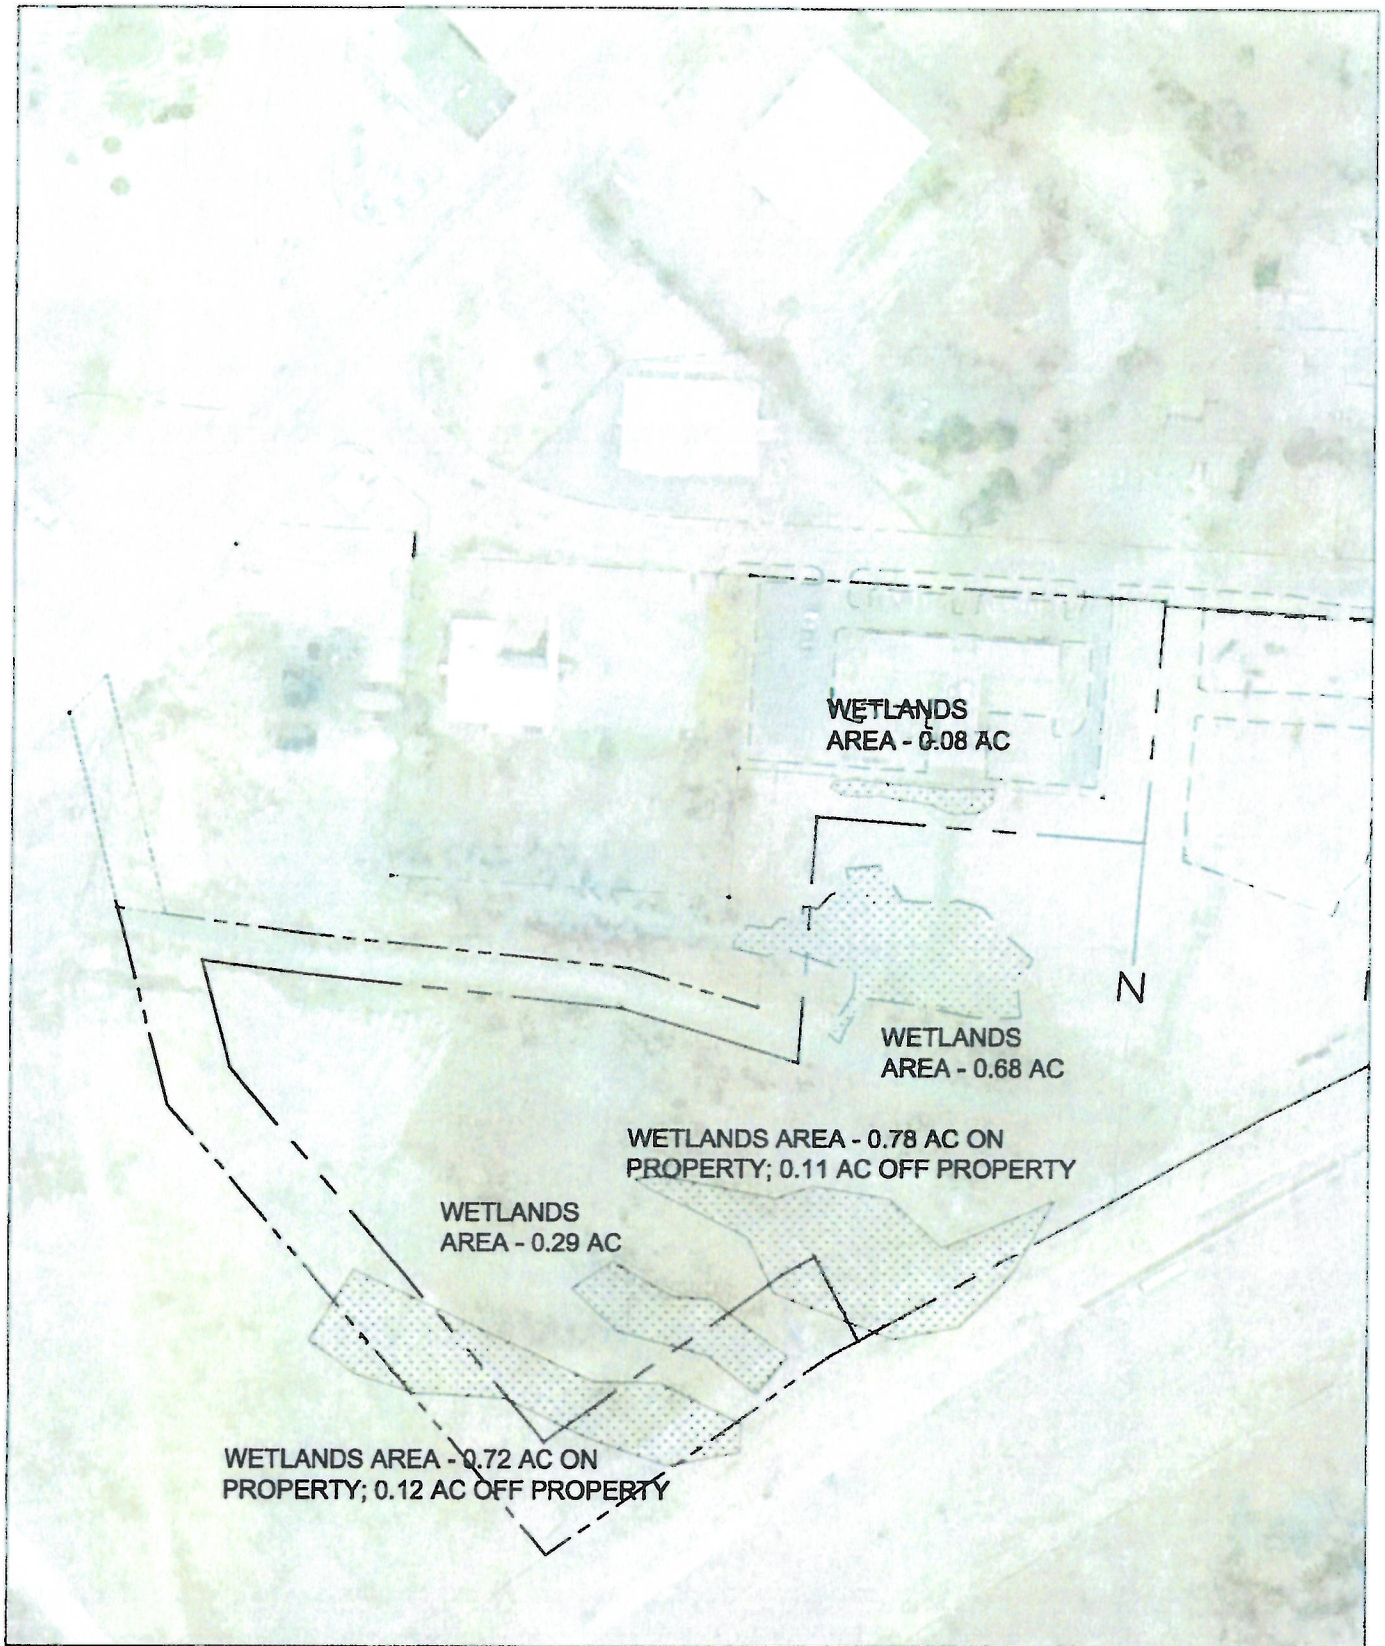 WETLANDS
AREA - 0.08 AC
N
WETLANDS
AREA - 0.68 AC
WETLANDS AREA - 0.78 AC ON
PROPERTY; 0.11 AC OFF PROPERTY
WETLANDS
AREA - 0.29 AC
WETLANDS AREA - 0.72 AC ON
PROPERTY; 0.12 AC OFF PROPERTY